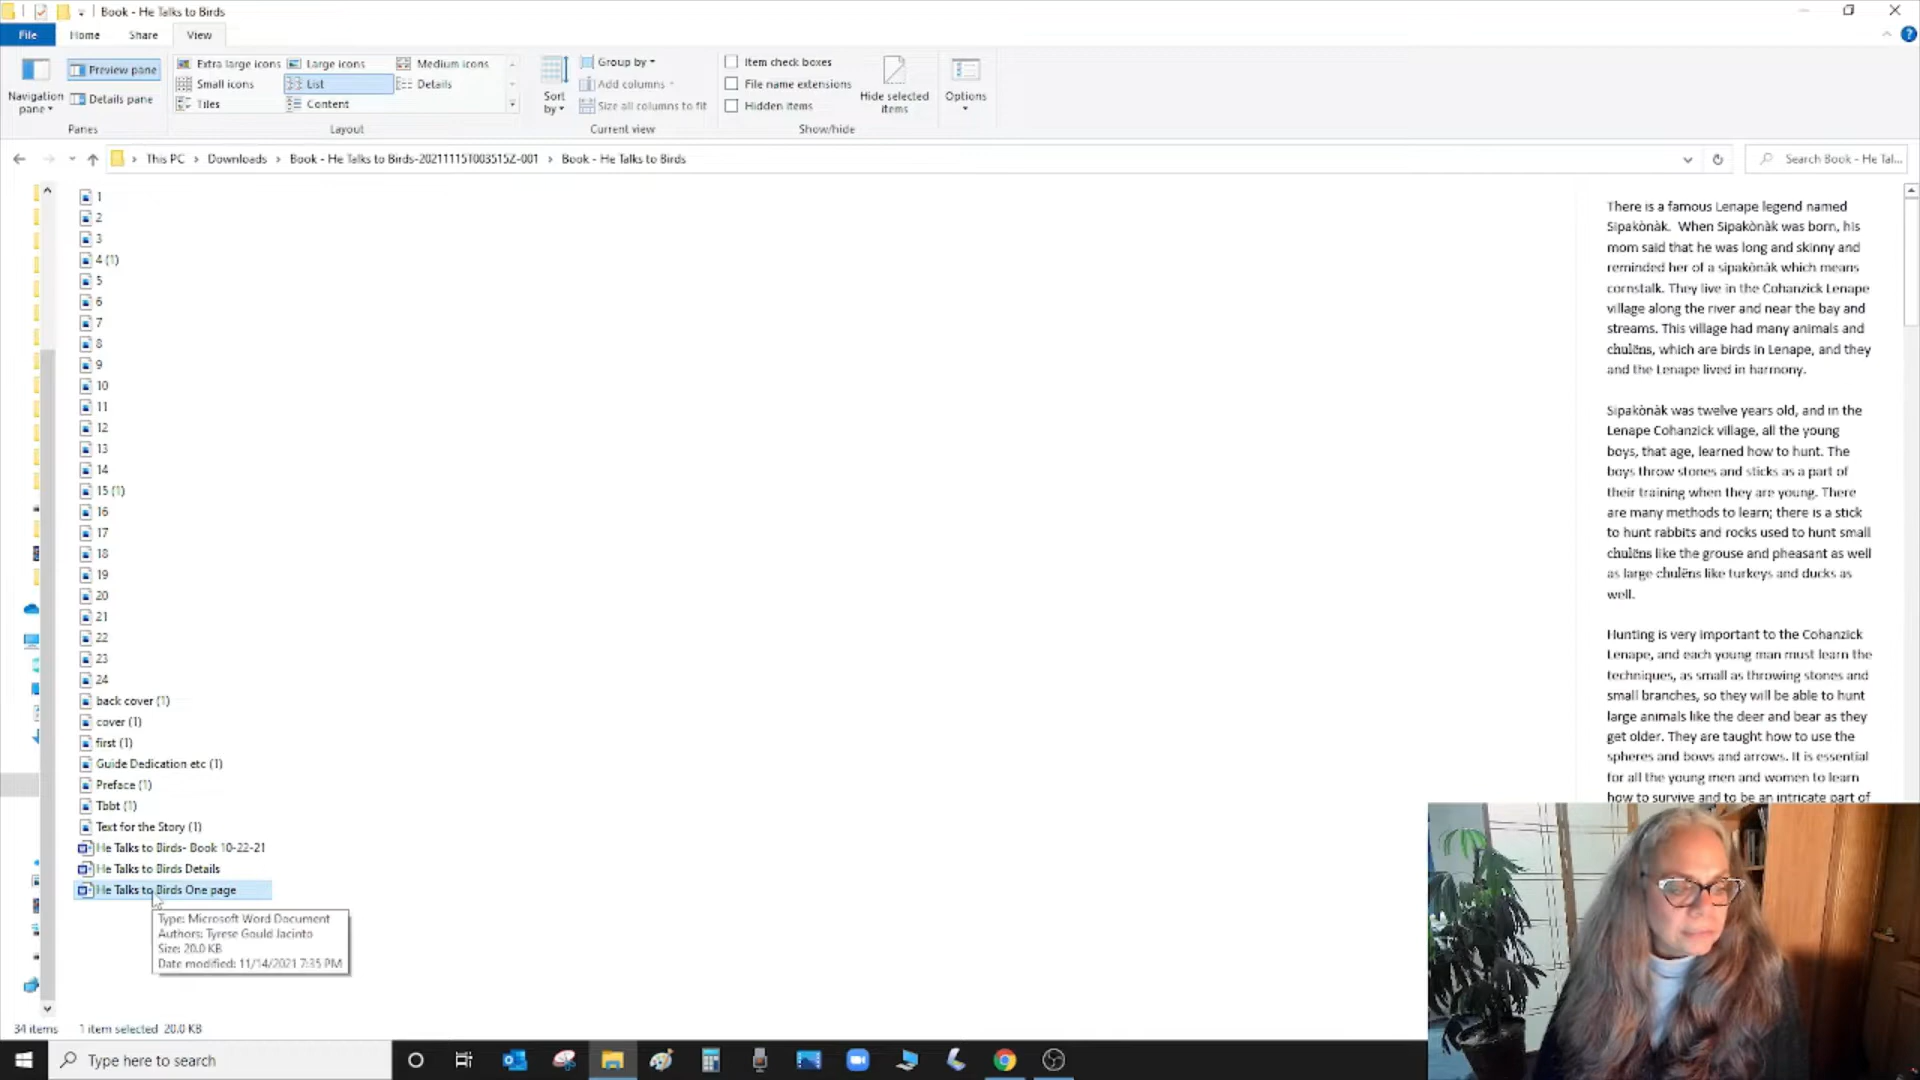 Book - He Talks to Birds
File Home Share View
Preview pane
Details pane
Navigation pane
Panes
Extra large icons Large icons Medium icons
Small icons List Details
Tiles Content
Layout
Sort by
Group by
Add columns
Size all columns to fit
Current view
Item check boxes
File name extensions
Hidden items
Hide selected items
Show/hide
Options
This PC > Downloads > Book - He Talks to Birds-20211115T003515Z-001 > Book - He Talks to Birds
Search Book - He Tal...
1
2
3
4 (1)
5
6
7
8
9
10
11
12
13
14
15 (1)
16
17
18
19
20
21
22
23
24
back cover (1)
cover (1)
first (1)
Guide Dedication etc (1)
Preface (1)
Tbbt (1)
Text for the Story (1)
He Talks to Birds- Book 10-22-21
He Talks to Birds Details
He Talks to Birds One page
Type: Microsoft Word Document
Authors: Tyrese Gould Jacinto
Size: 20.0 KB
Date modified: 11/14/2021 7:35 PM
There is a famous Lenape legend named
Sipakònàk. When Sipakònàk was born, his
mom said that he was long and skinny and
reminded her of a sipakònàk which means
cornstalk. They live in the Cohanzick Lenape
village along the river and near the bay and
streams. This village had many animals and
chulëns, which are birds in Lenape, and they
and the Lenape lived in harmony.
Sipakònàk was twelve years old, and in the
Lenape Cohanzick village, all the young
boys, that age, learned how to hunt. The
boys throw stones and sticks as a part of
their training when they are young. There
are many methods to learn; there is a stick
to hunt rabbits and rocks used to hunt small
chulëns like the grouse and pheasant as well
as large chulëns like turkeys and ducks as
well.
Hunting is very important to the Cohanzick
Lenape, and each young man must learn the
techniques, as small as throwing stones and
small branches, so they will be able to hunt
large animals like the deer and bear as they
get older. They are taught how to use the
spheres and bows and arrows. It is essential
for all the young men and women to learn
how to survive and to be an intricate part of
34 items 1 item selected 20.0 KB
Type here to search